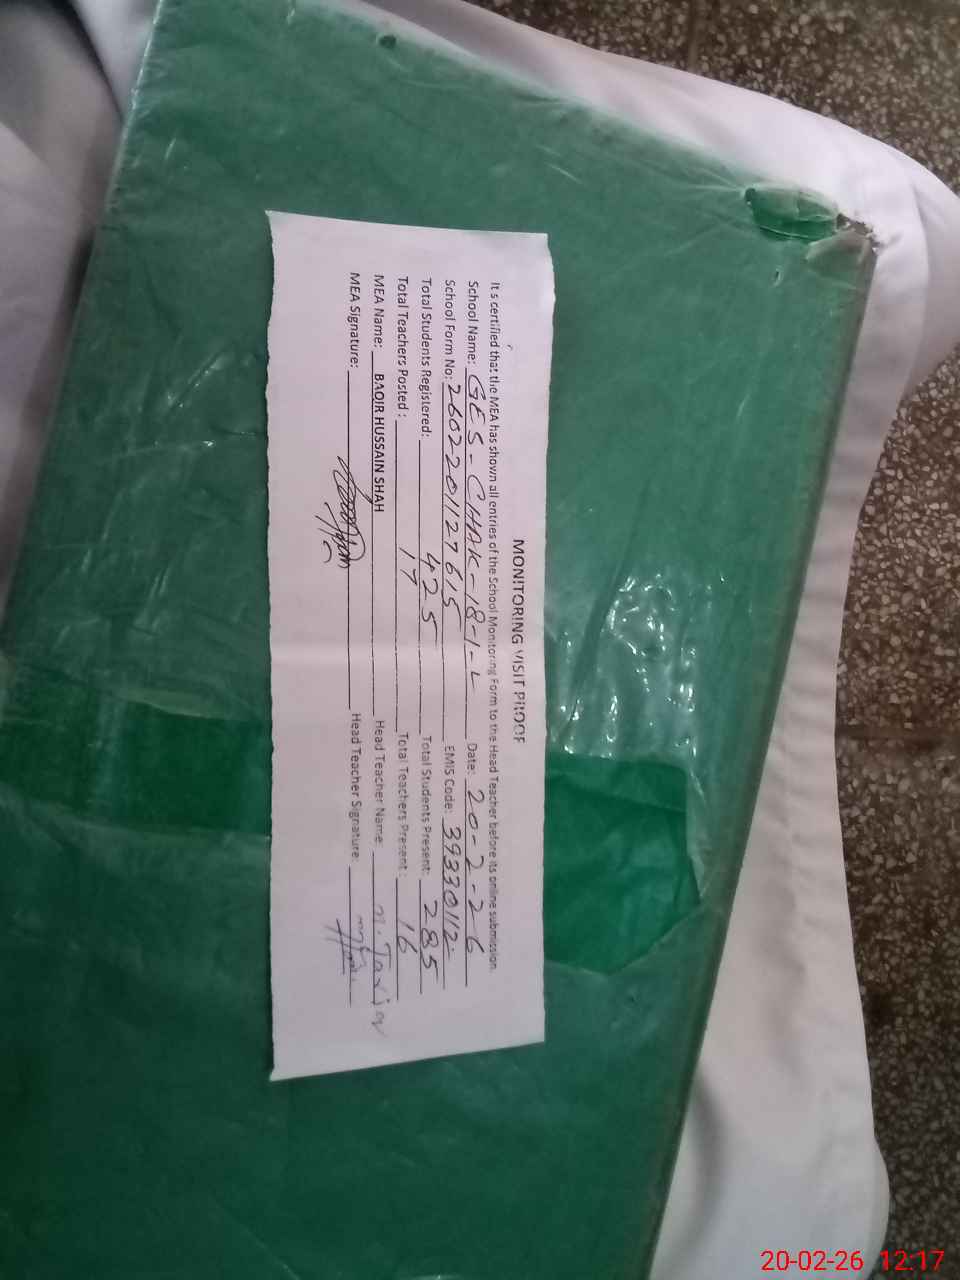 MONITORING VISIT PROOF
It s certified that the MEA has shown all entries of the School Monitoring Form to the Head Teacher before its online submission.
School Name: GES-CHAK-18-1-L Date: 20-2-26
School Form No: 2602201127615 EMIS Code: 39330112
Total Students Registered: 425 Total Students Present: 285
Total Teachers Posted : 17 Total Teachers Present: 16
MEA Name: BAQIR HUSSAIN SHAH Head Teacher Name:
MEA Signature: Head Teacher Signature:
20-02-26 12:17